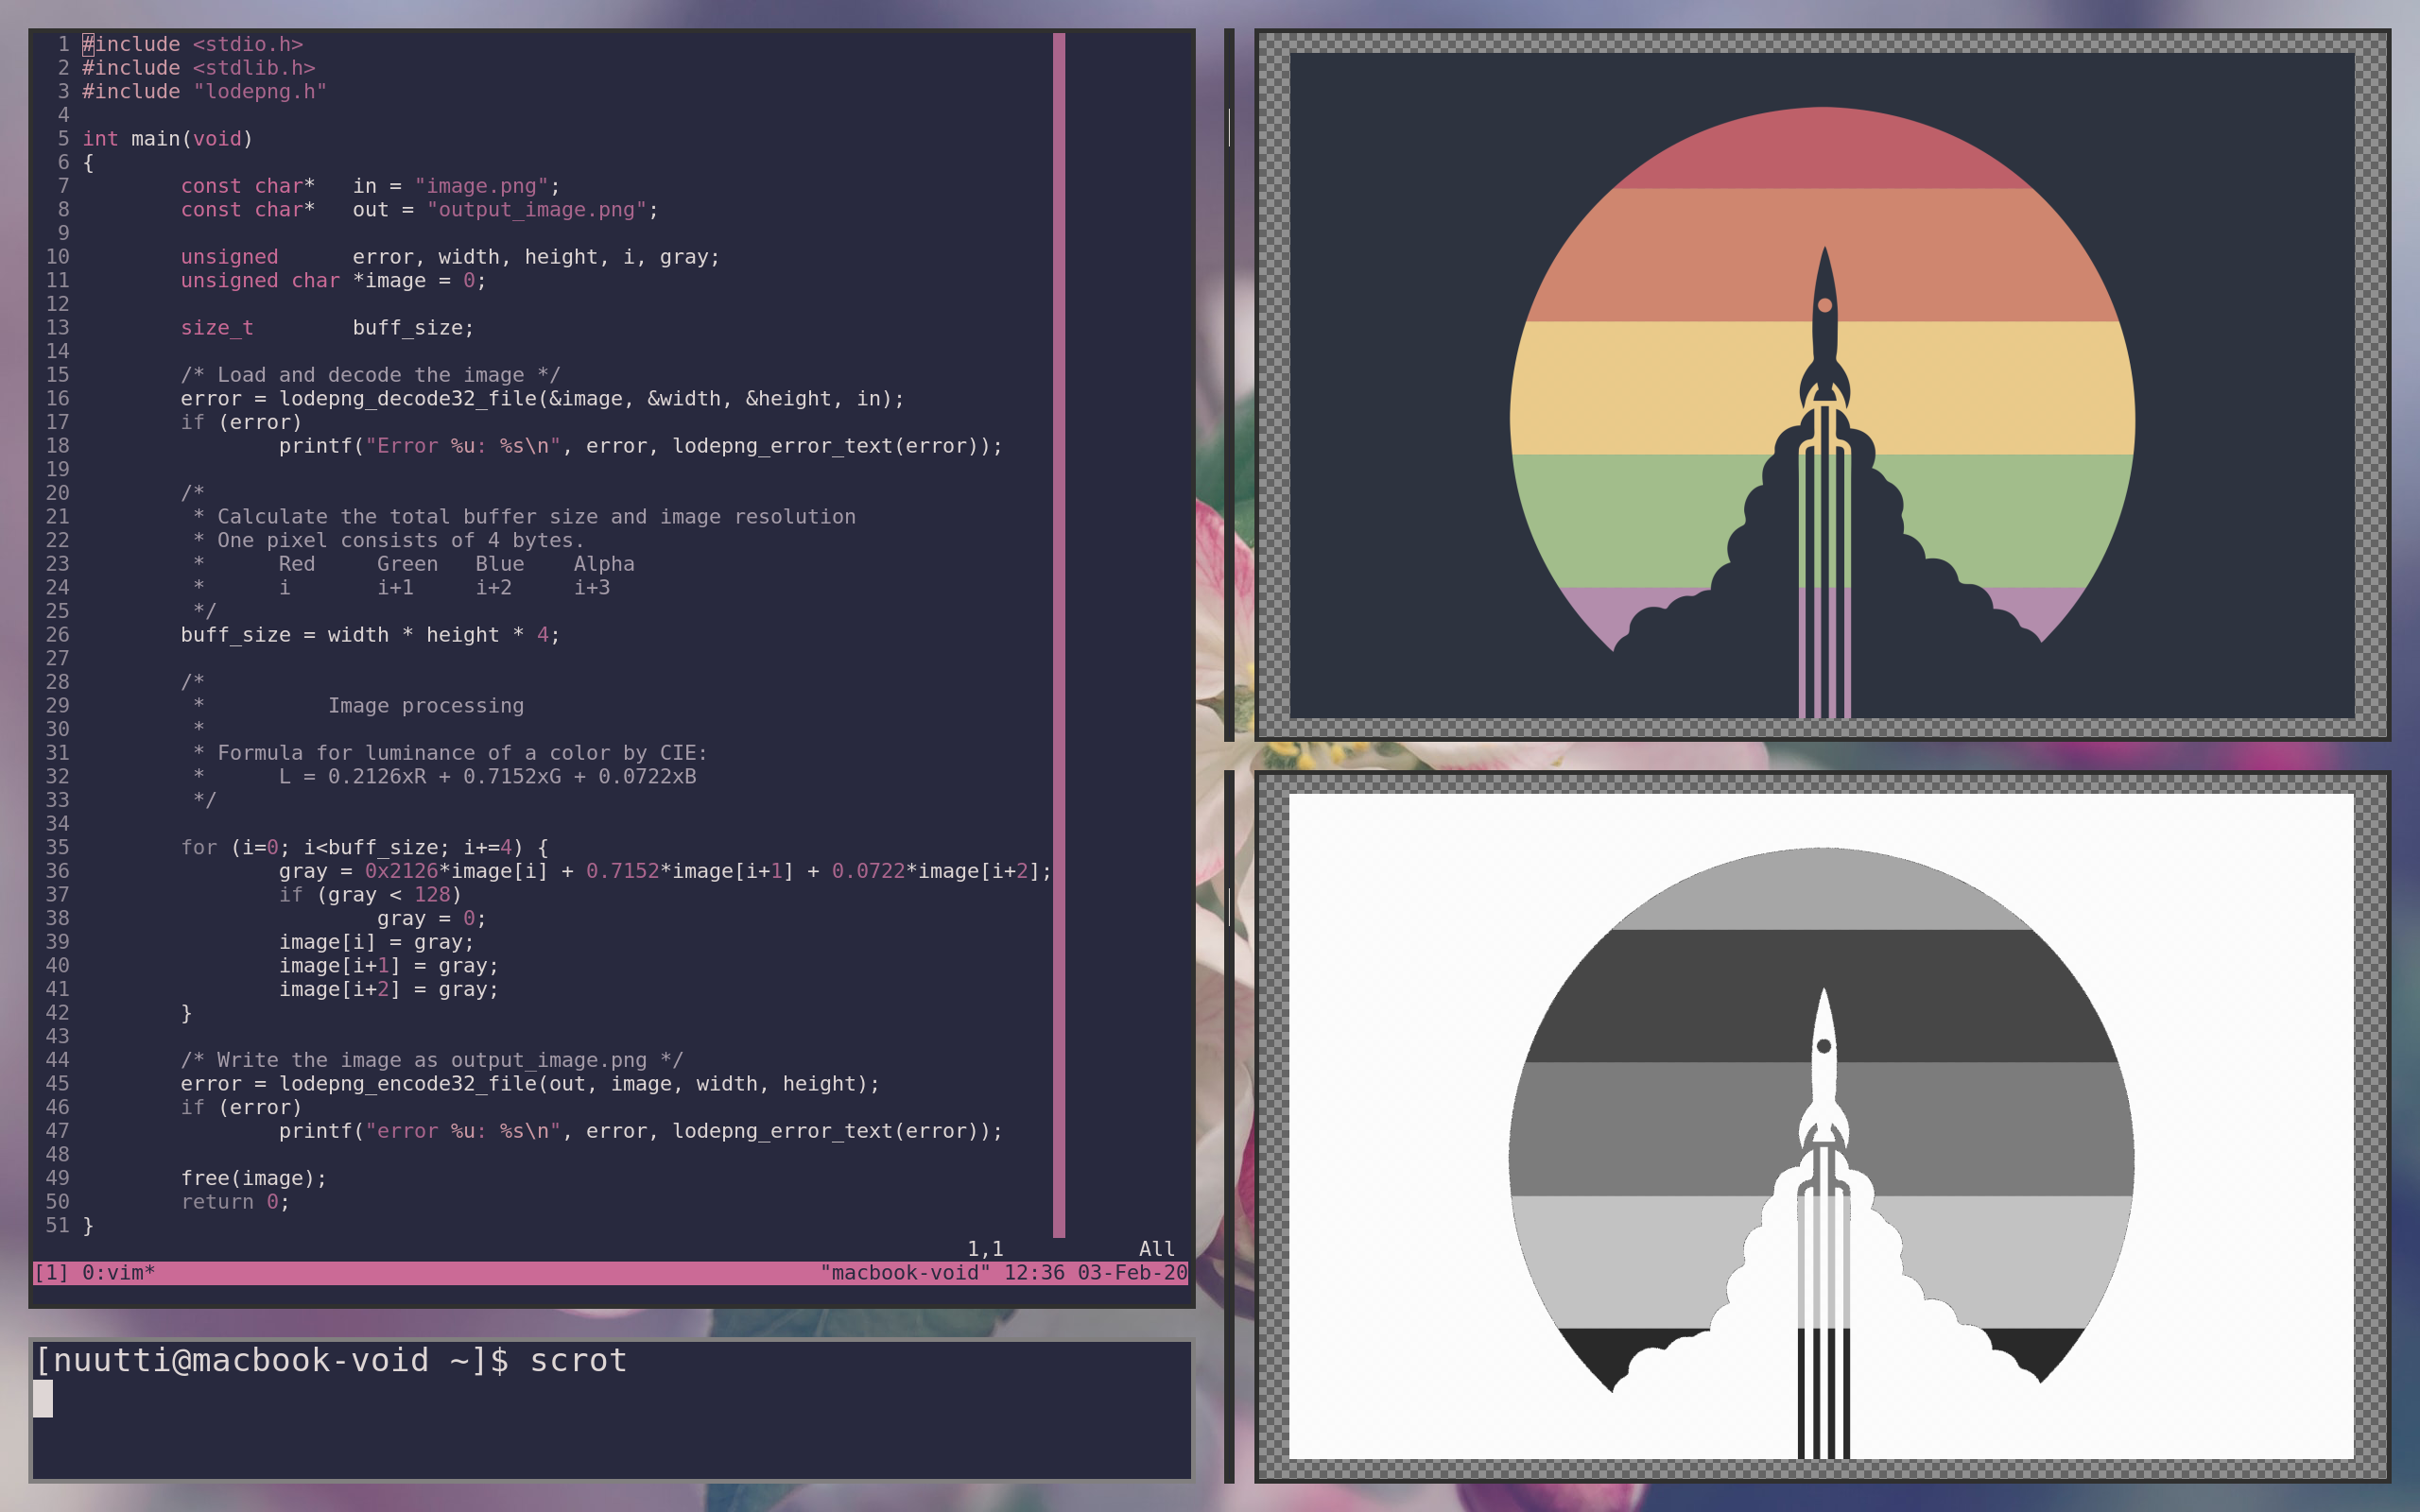 1 #include <stdio.h>
2 #include <stdlib.h>
3 #include "lodepng.h"
4
5 int main(void)
6 {
7         const char*   in = "image.png";
8         const char*   out = "output_image.png";
9
10         unsigned      error, width, height, i, gray;
11         unsigned char *image = 0;
12
13         size_t        buff_size;
14
15         /* Load and decode the image */
16         error = lodepng_decode32_file(&image, &width, &height, in);
17         if (error)
18                 printf("Error %u: %s\n", error, lodepng_error_text(error));
19
20         /*
21          * Calculate the total buffer size and image resolution
22          * One pixel consists of 4 bytes.
23          *      Red     Green   Blue    Alpha
24          *      i       i+1     i+2     i+3
25          */
26         buff_size = width * height * 4;
27
28         /*
29          *          Image processing
30          *
31          * Formula for luminance of a color by CIE:
32          *      L = 0.2126xR + 0.7152xG + 0.0722xB
33          */
34
35         for (i=0; i<buff_size; i+=4) {
36                 gray = 0x2126*image[i] + 0.7152*image[i+1] + 0.0722*image[i+2];
37                 if (gray < 128)
38                         gray = 0;
39                 image[i] = gray;
40                 image[i+1] = gray;
41                 image[i+2] = gray;
42         }
43
44         /* Write the image as output_image.png */
45         error = lodepng_encode32_file(out, image, width, height);
46         if (error)
47                 printf("error %u: %s\n", error, lodepng_error_text(error));
48
49         free(image);
50         return 0;
51 }
1,1 All
[1] 0:vim* "macbook-void" 12:36 03-Feb-20
[nuutti@macbook-void ~]$ scrot